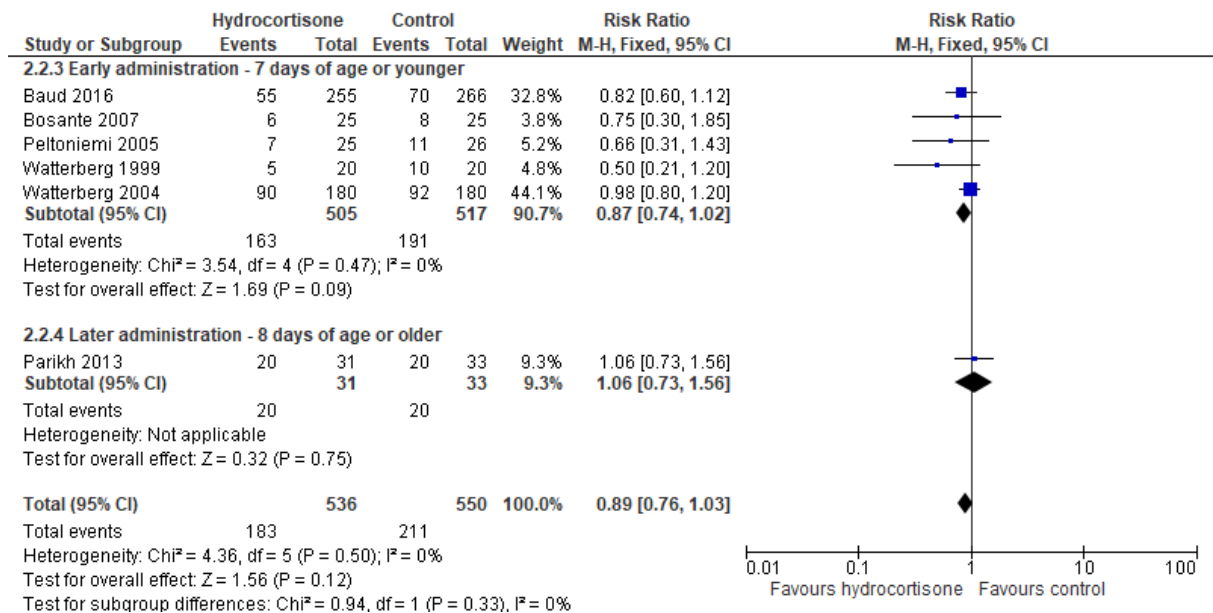 Hydrocortisone Control Risk Ratio Risk Ratio
Study or Subgroup Events Total Events Total Weight M-H, Fixed, 95% CI M-H, Fixed, 95% CI
2.2.3 Early administration - 7 days of age or younger
Baud 2016 55 255 70 266 32.8% 0.82 [0.60, 1.12]
Bosante 2007 6 25 8 25 3.8% 0.75 [0.30, 1.85]
Peltoniemi 2005 7 25 11 26 5.2% 0.66 [0.31, 1.43]
Watterberg 1999 5 20 10 20 4.8% 0.50 [0.21, 1.20]
Watterberg 2004 90 180 92 180 44.1% 0.98 [0.80, 1.20]
Subtotal (95% CI) 505 517 90.7% 0.87 [0.74, 1.02]
Total events 163 191
Heterogeneity: Chi² = 3.54, df = 4 (P = 0.47); I² = 0%
Test for overall effect: Z = 1.69 (P = 0.09)
2.2.4 Later administration - 8 days of age or older
Parikh 2013 20 31 20 33 9.3% 1.06 [0.73, 1.56]
Subtotal (95% CI) 31 33 9.3% 1.06 [0.73, 1.56]
Total events 20 20
Heterogeneity: Not applicable
Test for overall effect: Z = 0.32 (P = 0.75)
Total (95% CI) 536 550 100.0% 0.89 [0.76, 1.03]
Total events 183 211
Heterogeneity: Chi² = 4.36, df = 5 (P = 0.50); I² = 0%
Test for overall effect: Z = 1.56 (P = 0.12)
Test for subgroup differences: Chi² = 0.94, df = 1 (P = 0.33), I² = 0%
0.01 0.1 1 10 100
Favours hydrocortisone Favours control